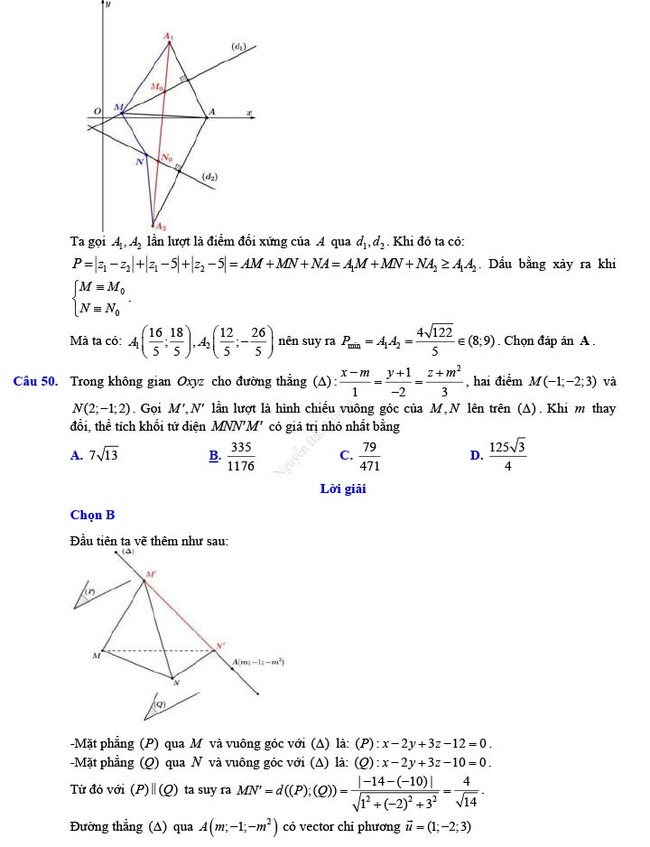 y
A₁
(d₁)
M₀
O M A x
N N₀
(d₂)
A₂
Ta gọi A₁, A₂ lần lượt là điểm đối xứng của A qua d₁, d₂. Khi đó ta có:
P = |z₁ − z₂| + |z₁ − 5| + |z₂ − 5| = AM + MN + NA = A₁M + MN + NA₂ ≥ A₁A₂. Dấu bằng xảy ra khi
{M ≡ M₀
{N ≡ N₀.
Mà ta có: A₁(16/5; 18/5), A₂(12/5; −26/5) nên suy ra Pmin = A₁A₂ = 4√122/5 ∈ (8;9). Chọn đáp án A.
Câu 50. Trong không gian Oxyz cho đường thẳng (Δ): (x−m)/1 = (y+1)/−2 = (z+m²)/3, hai điểm M(−1;−2;3) và
N(2;−1;2). Gọi M′, N′ lần lượt là hình chiếu vuông góc của M, N lên trên (Δ). Khi m thay
đổi, thể tích khối tứ diện MNN′M′ có giá trị nhỏ nhất bằng
A. 7√13 B. 335/1176 C. 79/471 D. 125√3/4
Lời giải
Chọn B
Đầu tiên ta vẽ thêm như sau:
(Δ)
M′
(P)
M N′
A(m;−1;−m²)
N
(Q)
-Mặt phẳng (P) qua M và vuông góc với (Δ) là: (P): x − 2y + 3z − 12 = 0.
-Mặt phẳng (Q) qua N và vuông góc với (Δ) là: (Q): x − 2y + 3z − 10 = 0.
Từ đó với (P) || (Q) ta suy ra MN′ = d((P);(Q)) = |−14 − (−10)|/√(1² + (−2)² + 3²) = 4/√14.
Đường thẳng (Δ) qua A(m;−1;−m²) có vector chỉ phương u⃗ = (1;−2;3)